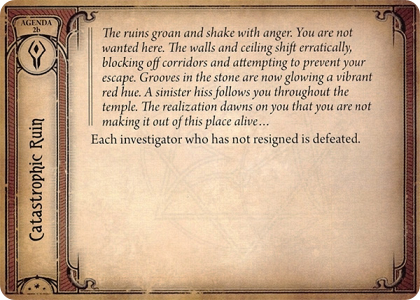 AGENDA
2b
Catastrophic Ruin
The ruins groan and shake with anger. You are not
wanted here. The walls and ceiling shift erratically,
blocking off corridors and attempting to prevent your
escape. Grooves in the stone are now glowing a vibrant
red hue. A sinister hiss follows you throughout the
temple. The realization dawns on you that you are not
making it out of this place alive…
Each investigator who has not resigned is defeated.